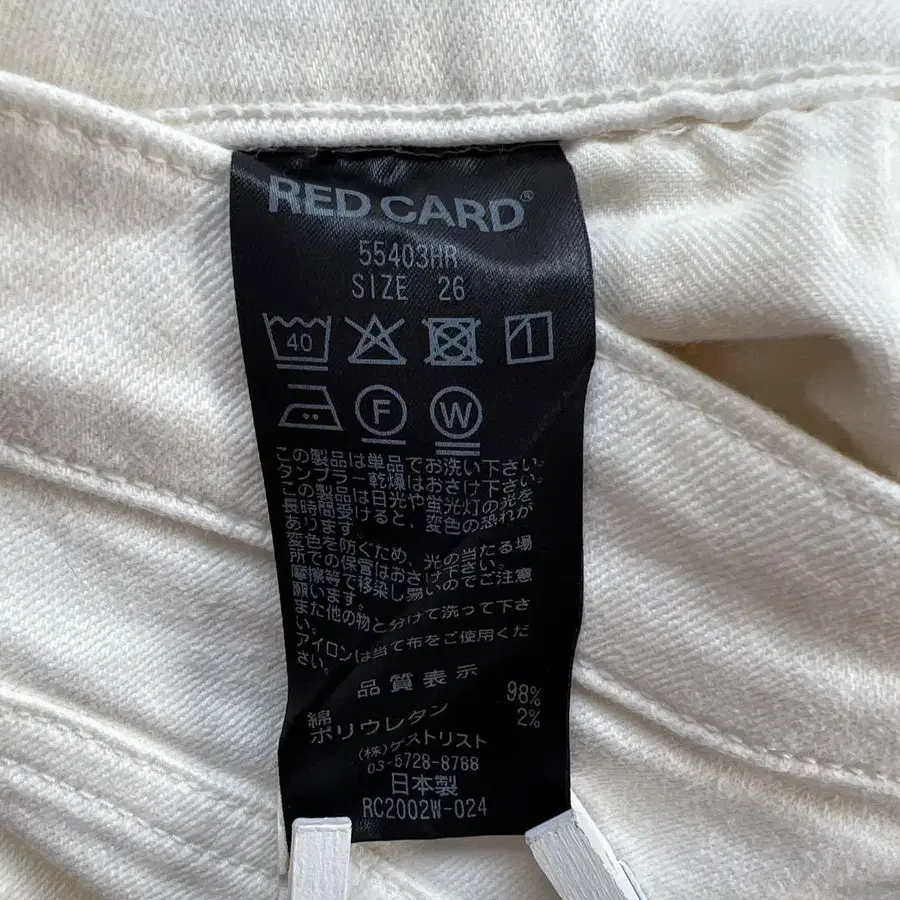 RED CARD®
55403HR
SIZE 26
40
F W
この製品は単品でお洗い下さい。
タンブラー乾燥はおさけ下さい。
この製品は日光や蛍光灯の光を
長時間受けると、変色の恐れが
あります。
変色を防ぐため、光の当たる場
所での保管はおさけ下さい。
摩擦等で移染し易いのでご注意
願います。
また他の物と分けて洗って下さ
い。
アイロンは当て布をご使用くだ
さい。
品質表示
綿 98%
ポリウレタン 2%
(株)ゲストリスト
03-5728-8788
日本製
RC2002W-024